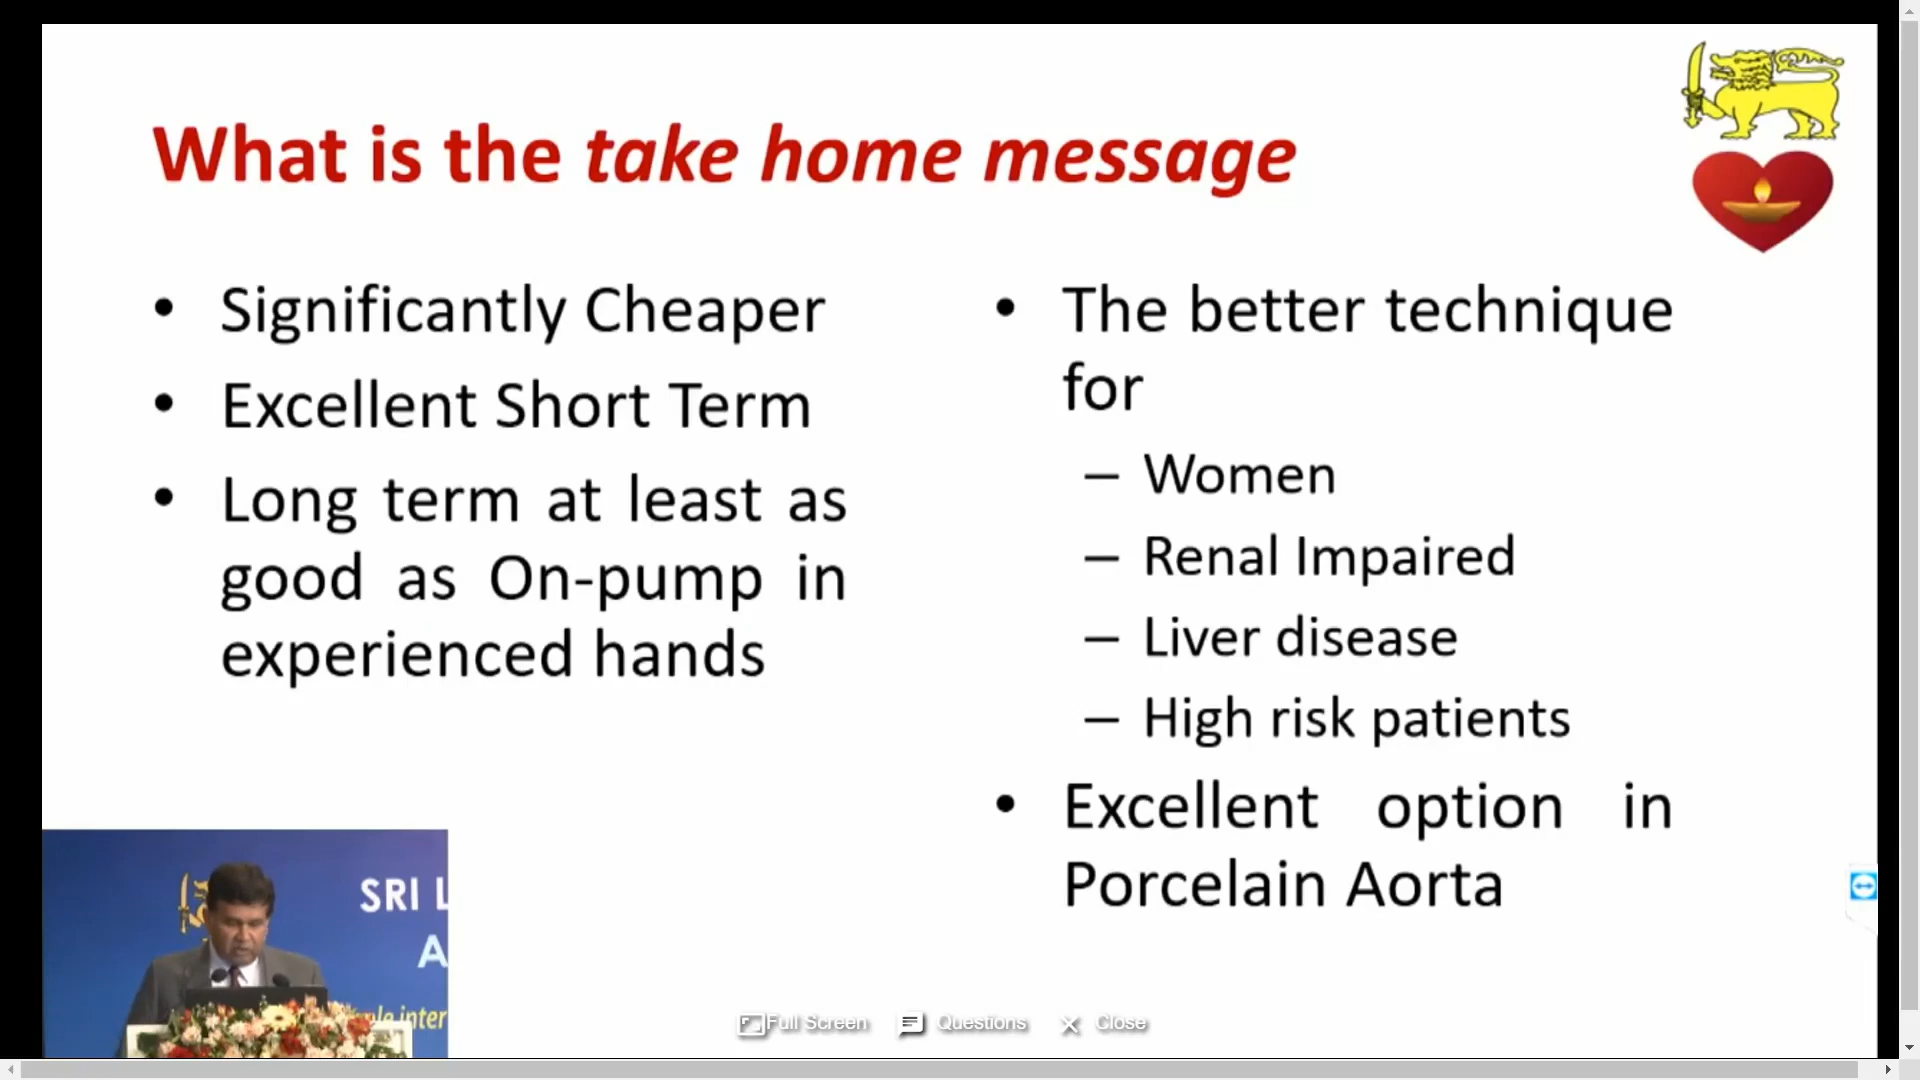 What is the take home message
• Significantly Cheaper
• Excellent Short Term
• Long term at least as
good as On-pump in
experienced hands
• The better technique
for
– Women
– Renal Impaired
– Liver disease
– High risk patients
• Excellent option in
Porcelain Aorta
SRI L
A
inter
Full Screen
Questions
Close